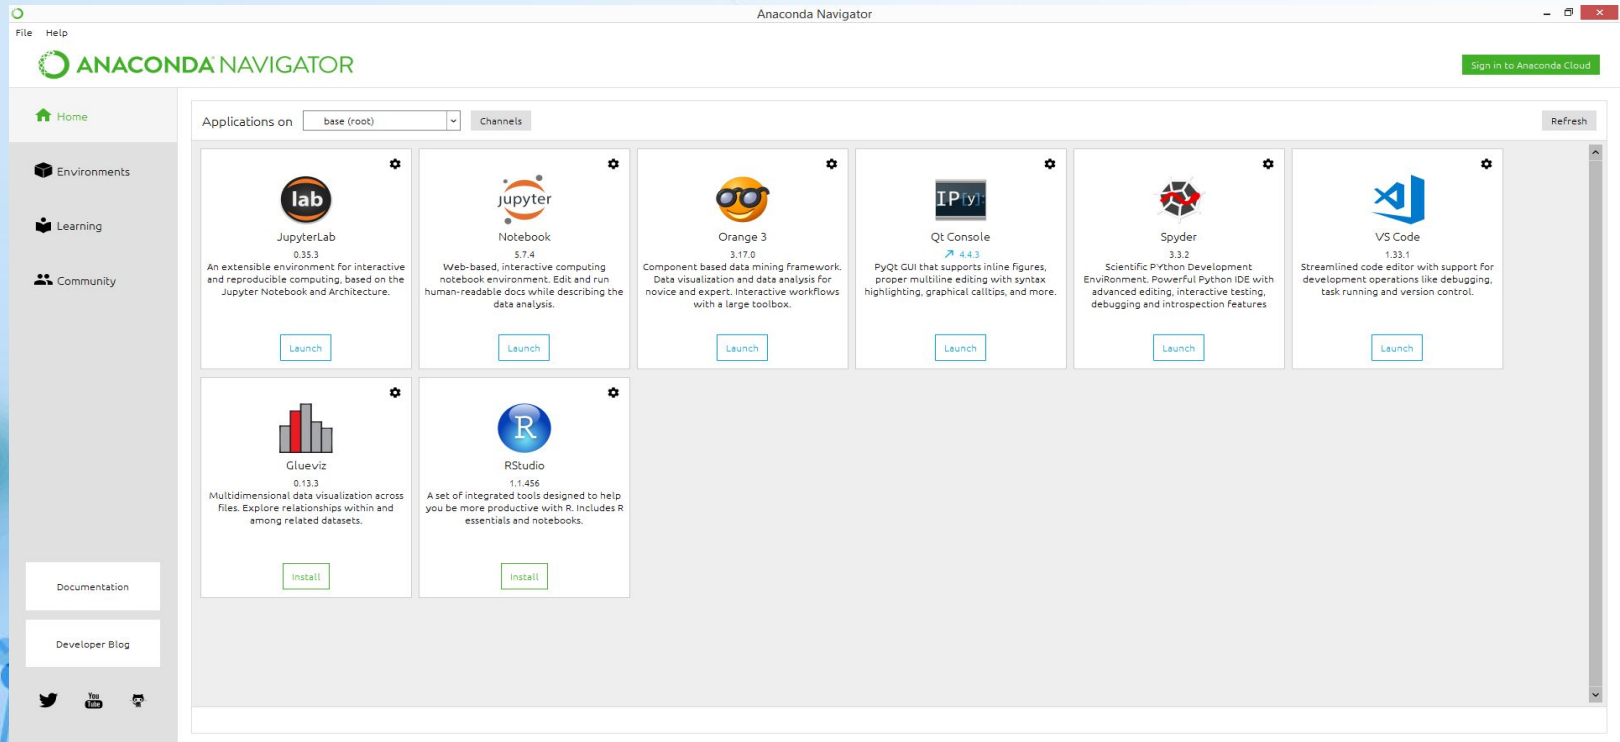 Anaconda Navigator
File Help
ANACONDA NAVIGATOR
Sign in to Anaconda Cloud
Home
Environments
Learning
Community
Documentation
Developer Blog
You
Tube
Applications on base (root) Channels
Refresh
lab
JupyterLab
0.35.3
An extensible environment for interactive
and reproducible computing, based on the
Jupyter Notebook and Architecture.
Launch
jupyter
Notebook
5.7.4
Web-based, interactive computing
notebook environment. Edit and run
human-readable docs while describing the
data analysis.
Launch
Orange 3
3.17.0
Component based data mining framework.
Data visualization and data analysis for
novice and expert. Interactive workflows
with a large toolbox.
Launch
IP[y]:
Qt Console
4.4.3
PyQt GUI that supports inline figures,
proper multiline editing with syntax
highlighting, graphical calltips, and more.
Launch
Spyder
3.3.2
Scientific PYthon Development
EnviRonment. Powerful Python IDE with
advanced editing, interactive testing,
debugging and introspection features
Launch
VS Code
1.33.1
Streamlined code editor with support for
development operations like debugging,
task running and version control.
Launch
Glueviz
0.13.3
Multidimensional data visualization across
files. Explore relationships within and
among related datasets.
Install
R
RStudio
1.1.456
A set of integrated tools designed to help
you be more productive with R. Includes R
essentials and notebooks.
Install